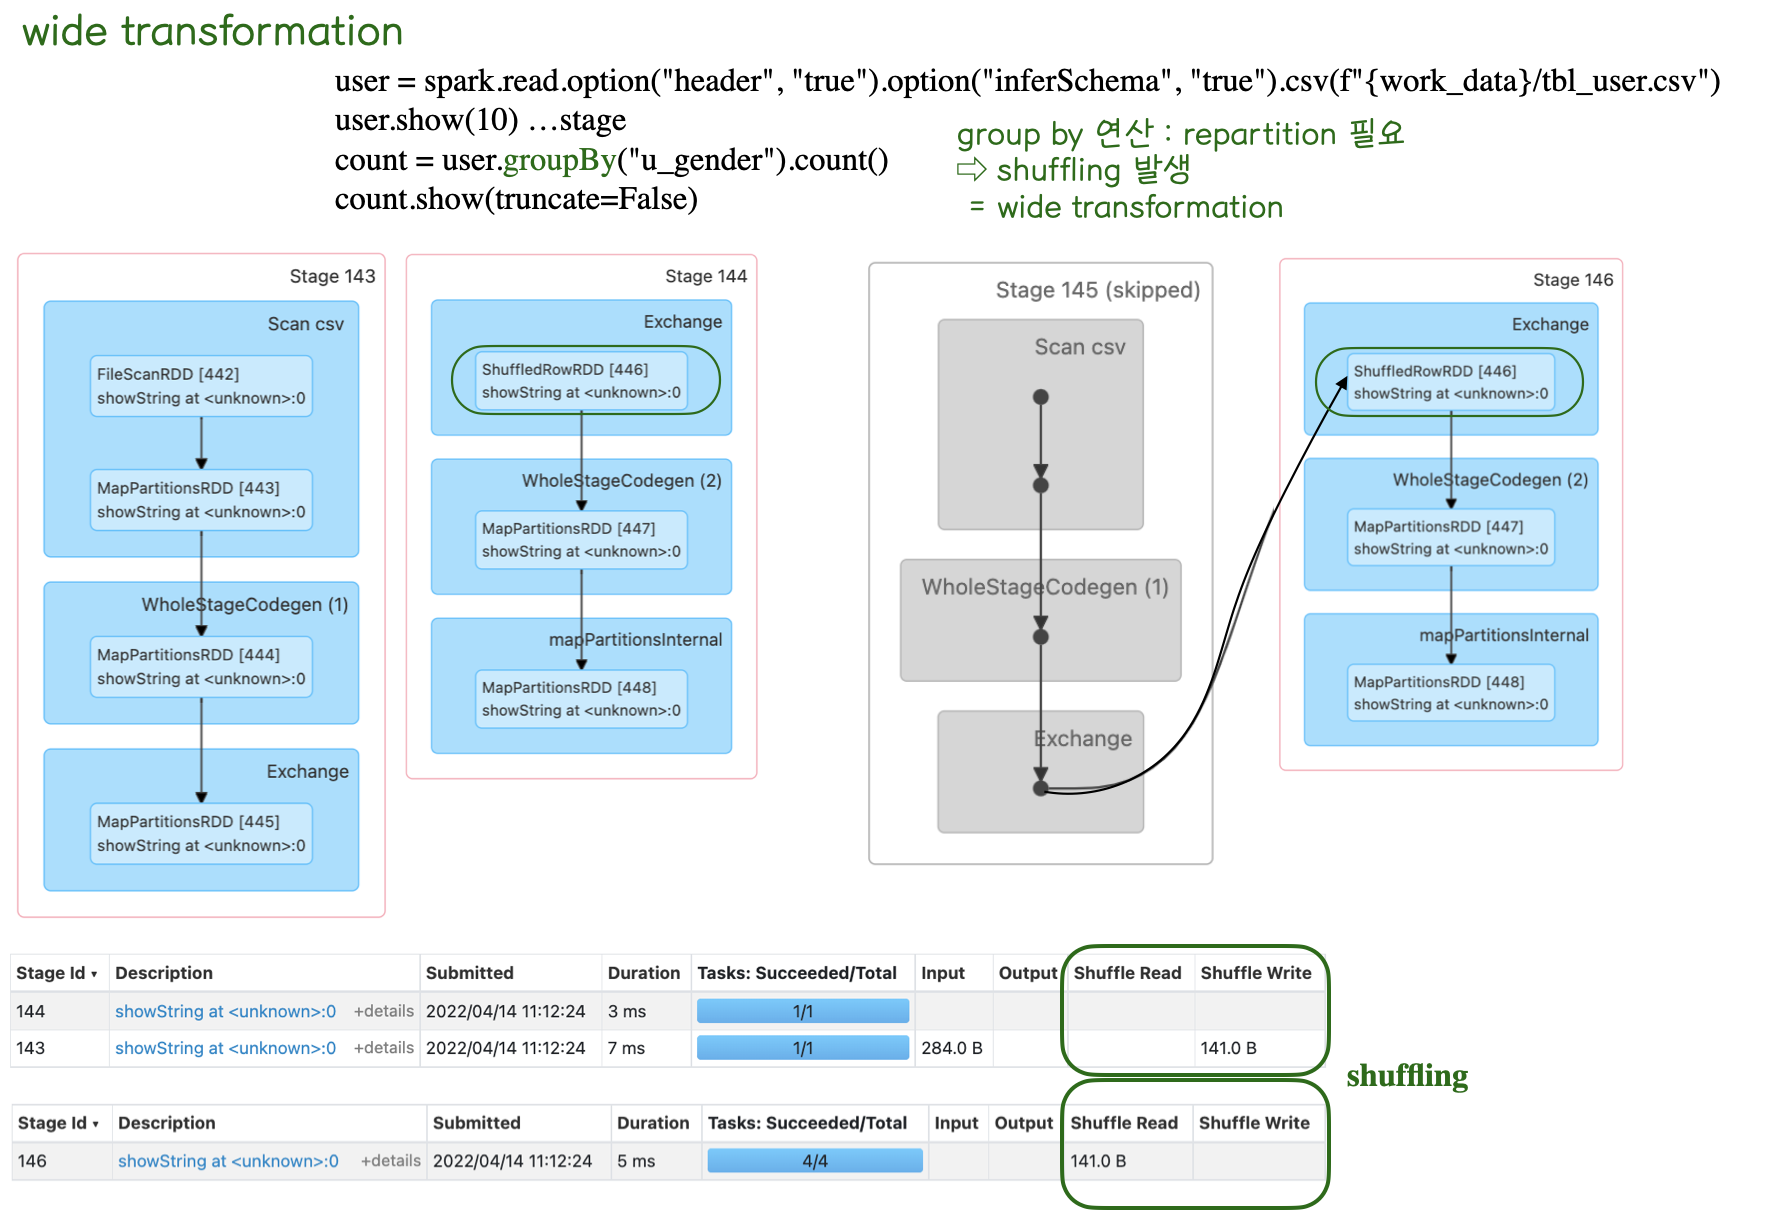 wide transformation
user = spark.read.option("header", "true").option("inferSchema", "true").csv(f"{work_data}/tbl_user.csv")
user.show(10) …stage
count = user.groupBy("u_gender").count()
count.show(truncate=False)
group by 연산 : repartition 필요
⇨ shuffling 발생
= wide transformation
Stage 143
Scan csv
FileScanRDD [442]
showString at <unknown>:0
MapPartitionsRDD [443]
showString at <unknown>:0
WholeStageCodegen (1)
MapPartitionsRDD [444]
showString at <unknown>:0
Exchange
MapPartitionsRDD [445]
showString at <unknown>:0
Stage 144
Exchange
ShuffledRowRDD [446]
showString at <unknown>:0
WholeStageCodegen (2)
MapPartitionsRDD [447]
showString at <unknown>:0
mapPartitionsInternal
MapPartitionsRDD [448]
showString at <unknown>:0
Stage 145 (skipped)
Scan csv
WholeStageCodegen (1)
Exchange
Stage 146
Exchange
ShuffledRowRDD [446]
showString at <unknown>:0
WholeStageCodegen (2)
MapPartitionsRDD [447]
showString at <unknown>:0
mapPartitionsInternal
MapPartitionsRDD [448]
showString at <unknown>:0
Stage Id ▾ Description Submitted Duration Tasks: Succeeded/Total Input Output Shuffle Read Shuffle Write
144 showString at <unknown>:0 +details 2022/04/14 11:12:24 3 ms 1/1
143 showString at <unknown>:0 +details 2022/04/14 11:12:24 7 ms 1/1 284.0 B 141.0 B
shuffling
Stage Id ▾ Description Submitted Duration Tasks: Succeeded/Total Input Output Shuffle Read Shuffle Write
146 showString at <unknown>:0 +details 2022/04/14 11:12:24 5 ms 4/4 141.0 B